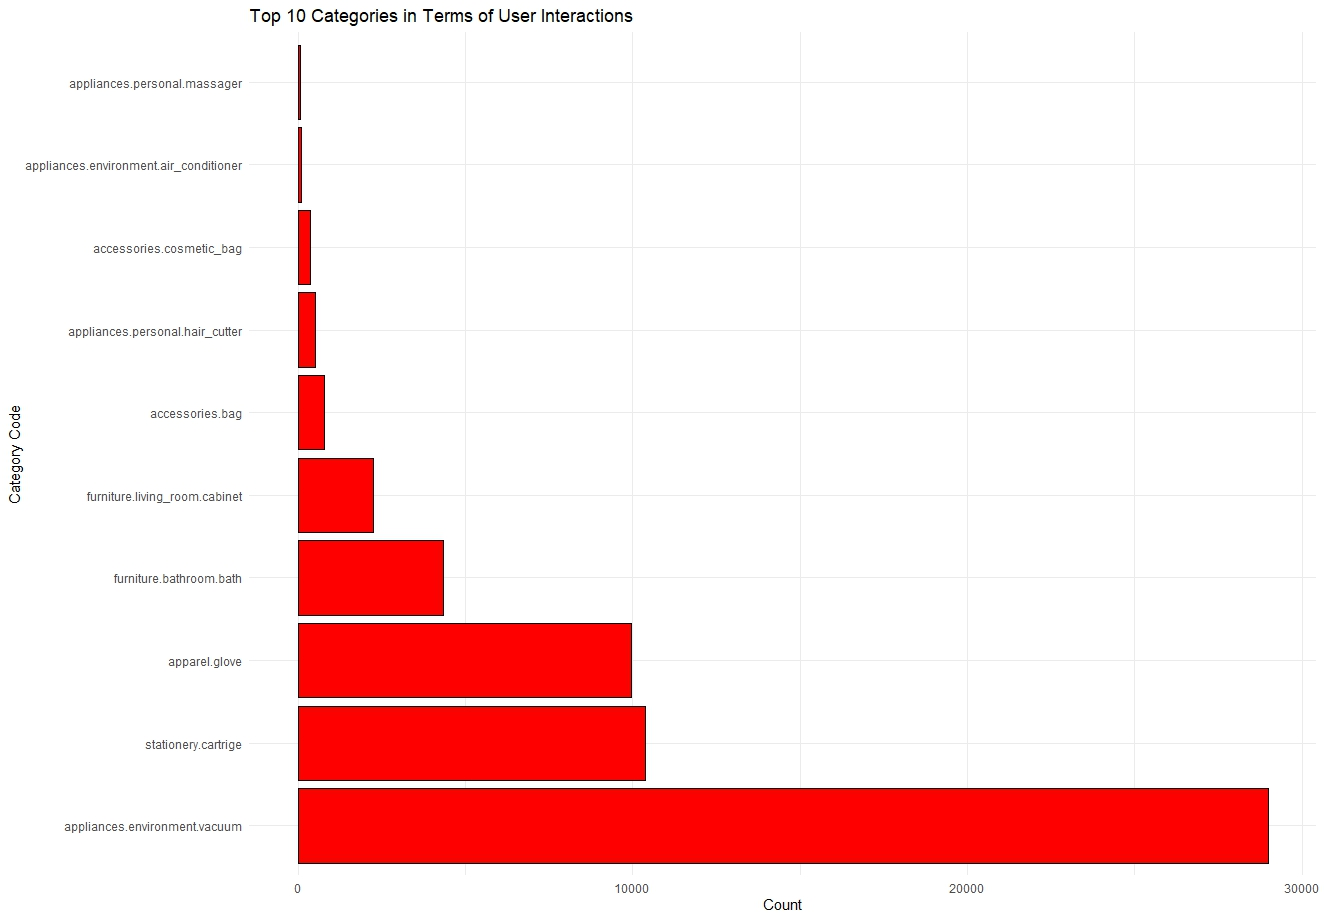 Top 10 Categories in Terms of User Interactions
appliances.personal.massager
appliances.environment.air_conditioner
accessories.cosmetic_bag
appliances.personal.hair_cutter
accessories.bag
furniture.living_room.cabinet
furniture.bathroom.bath
apparel.glove
stationery.cartrige
appliances.environment.vacuum
Category Code
0 10000 20000 30000
Count